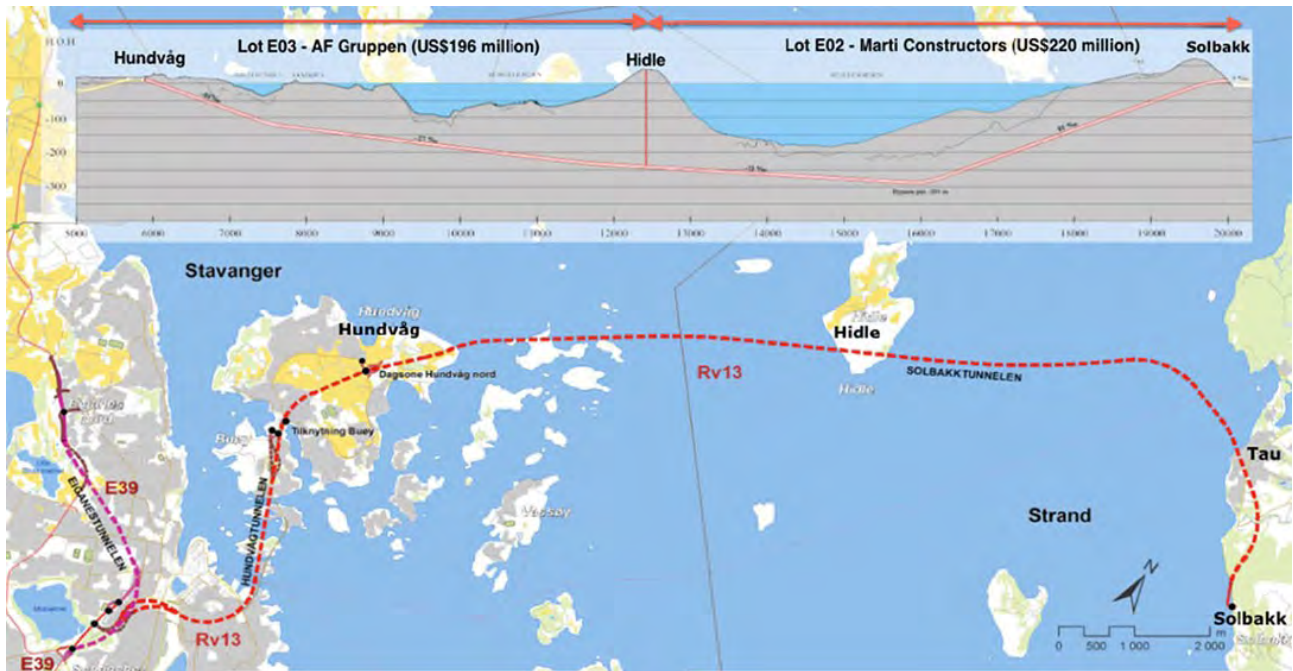 Lot E03 - AF Gruppen (US$196 million)
Lot E02 - Marti Constructors (US$220 million)
H.O.H
Hundvåg
Hidle
Solbakk
0
-100
-200
-300
5000 6000 7000 8000 9000 10000 11000 12000 13000 14000 15000 16000 17000 18000 19000 20000
Stavanger
Hundvåg
Hundvåg
Dagsone Hundvåg nord
Hidle
Hidle
Hidle
Rv13
SOLBAKKTUNNELEN
Tilknytning Buøy
Buøy
E39
EIGANESTUNNELEN
HUNDVÅGTUNNELEN
Vassøy
Tau
Strand
N
Rv13
E39
Solbakk
0 500 1 000 2 000
m